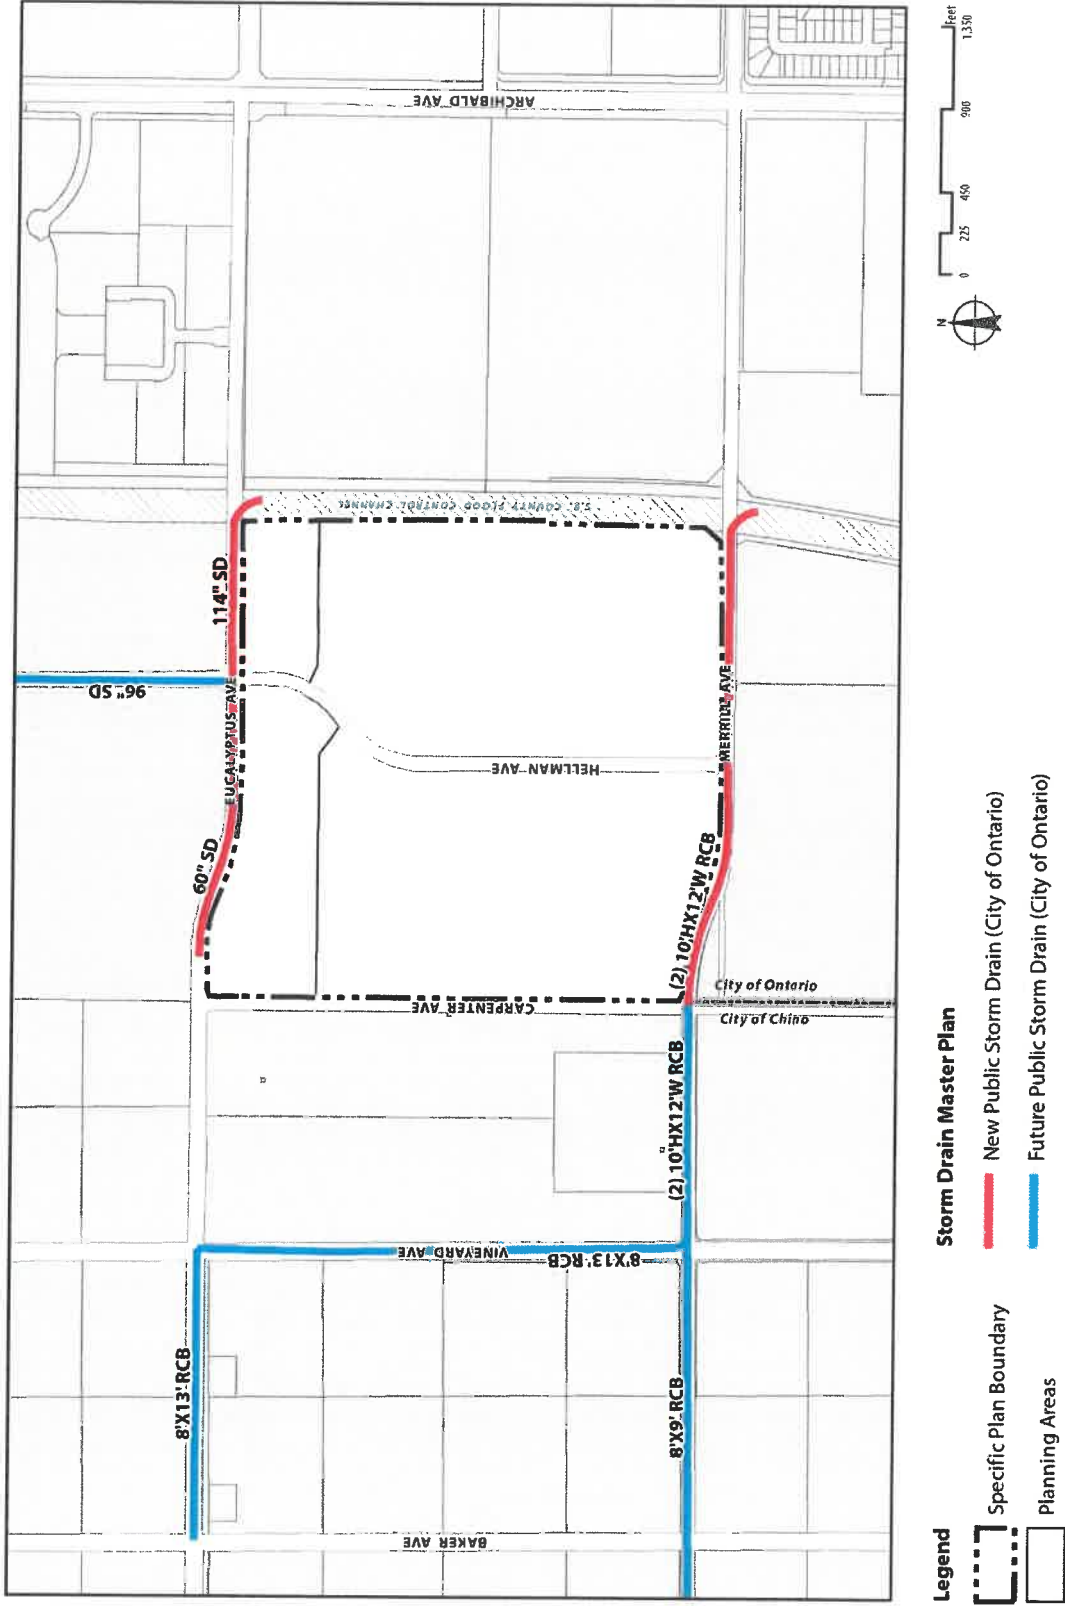 8'X13' RCB
60" SD
EUCALYPTUS AVE
96" SD
114" SD
BAKER AVE
VINEYARD AVE
8'X13' RCB
CARPENTER AVE
HELLMAN AVE
S.B. COUNTY FLOOD CONTROL CHANNEL
ARCHIBALD AVE
8'X9' RCB
(2) 10'HX12'W RCB
(2) 10'HX12'W RCB
MERRILL AVE
City of Ontario
City of Chino
Legend
Specific Plan Boundary
Planning Areas
Storm Drain Master Plan
New Public Storm Drain (City of Ontario)
Future Public Storm Drain (City of Ontario)
N
0 225 450 900 1,350
Feet